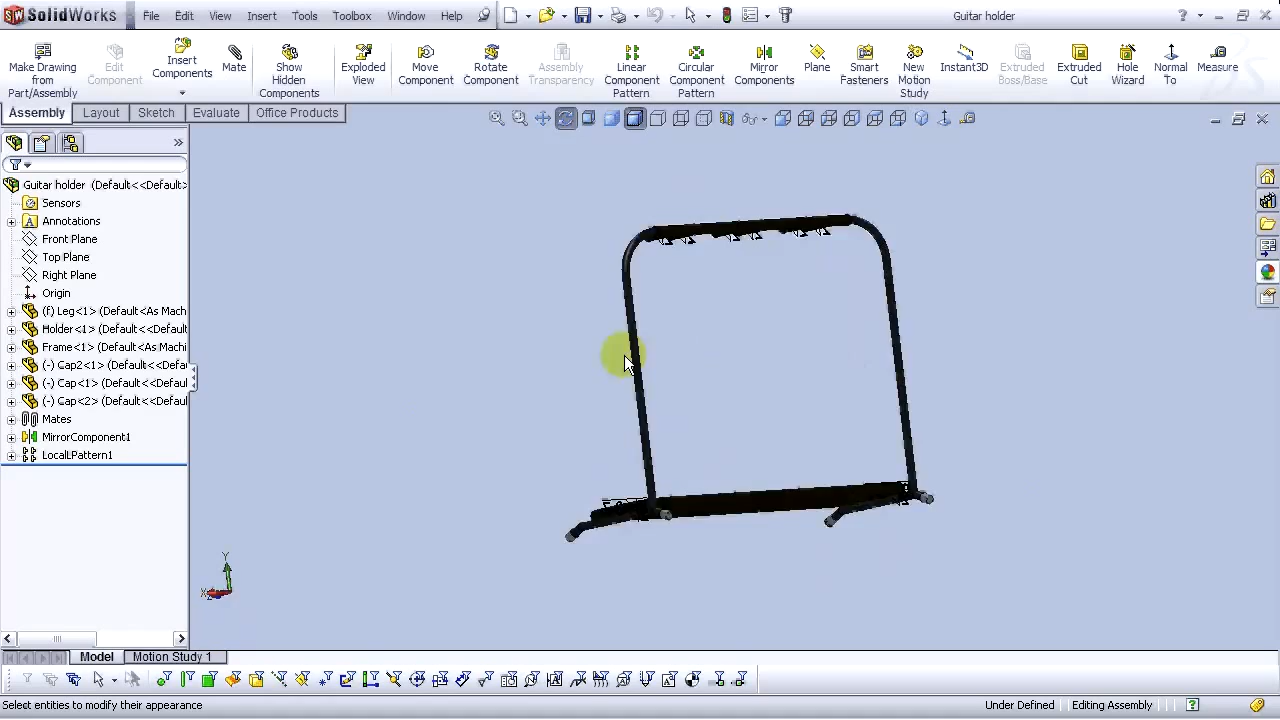 SolidWorks
File Edit View Insert Tools Toolbox Window Help
Guitar holder
Make Drawing from Part/Assembly
Edit Component
Insert Components
Mate
Show Hidden Components
Exploded View
Move Component
Rotate Component
Assembly Transparency
Linear Component Pattern
Circular Component Pattern
Mirror Components
Plane
Smart Fasteners
New Motion Study
Instant3D
Extruded Boss/Base
Extruded Cut
Hole Wizard
Normal To
Measure
Assembly Layout Sketch Evaluate Office Products
Guitar holder (Default<<Default>
Sensors
Annotations
Front Plane
Top Plane
Right Plane
Origin
(f) Leg<1> (Default<As Mach
Holder<1> (Default<<Default
Frame<1> (Default<As Machi
(-) Cap2<1> (Default<<Defau
(-) Cap<1> (Default<<Default
(-) Cap<2> (Default<<Default
Mates
MirrorComponent1
LocalLPattern1
Y
X
Model Motion Study 1
Select entities to modify their appearance
Under Defined Editing Assembly